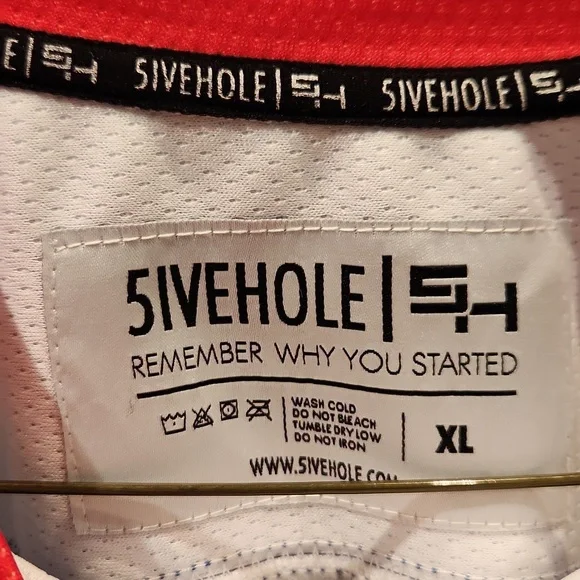 E| 5H 5IVEHOLE| 5H 5IVEHOLE|
5IVEHOLE| 5H
REMEMBER WHY YOU STARTED
WASH COLD
DO NOT BLEACH
TUMBLE DRY LOW
DO NOT IRON
XL
WWW.5IVEHOLE.COM